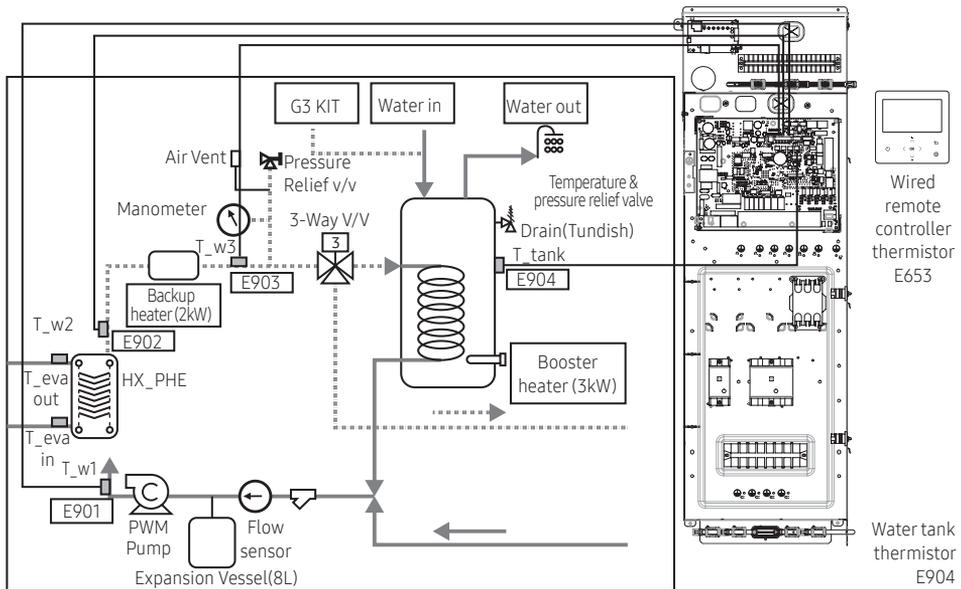 G3 KIT
Water in
Water out
Air Vent
Pressure
Relief v/v
Temperature &
pressure relief valve
Manometer
3-Way V/V
Drain(Tundish)
T_w3
3
T_tank
E903
E904
Backup
heater (2kW)
T_w2
E902
Booster
heater (3kW)
T_eva
out
HX_PHE
T_eva
in
T_w1
C
E901
PWM
Pump
Flow
sensor
Expansion Vessel(8L)
Wired
remote
controller
thermistor
E653
Water tank
thermistor
E904